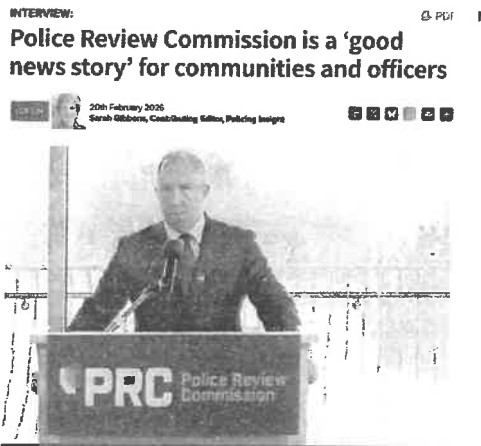 INTERVIEW:
PDF
Police Review Commission is a 'good
news story' for communities and officers
20th February 2026
Sarah Gibbons, Contributing Editor, Policing Insight
PRC Police Review
Commission